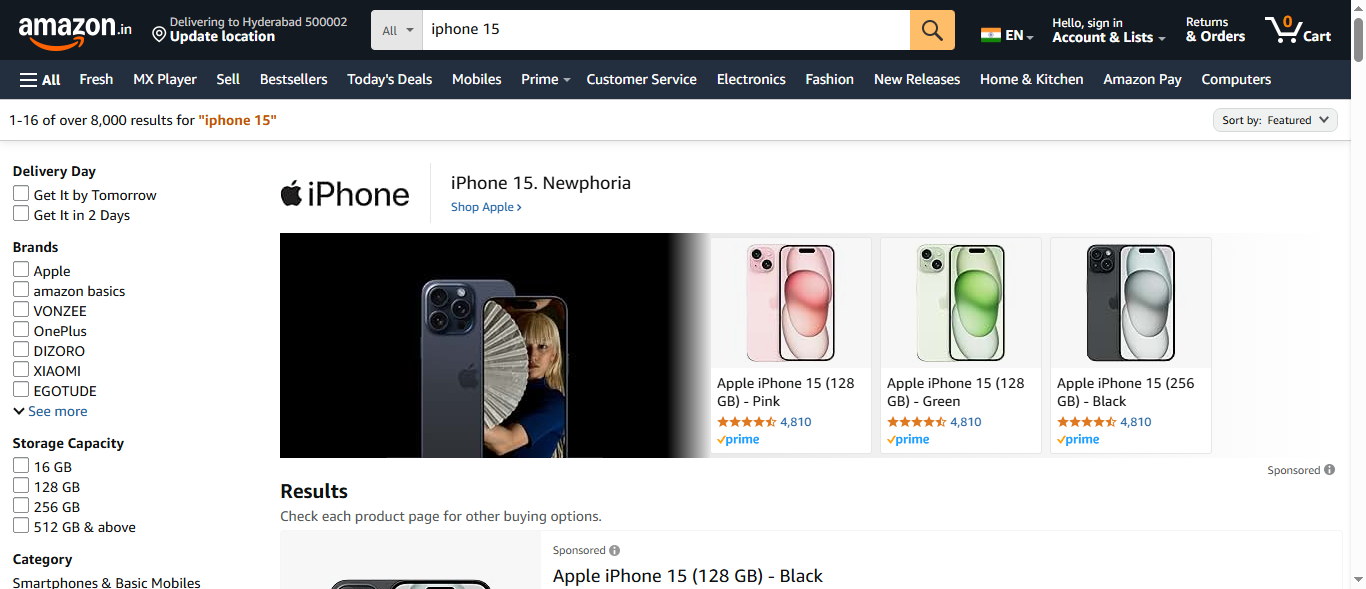 amazon.in
Delivering to Hyderabad 500002
Update location
All
iphone 15
EN
Hello, sign in
Account & Lists
Returns
& Orders
0
Cart
All
Fresh
MX Player
Sell
Bestsellers
Today's Deals
Mobiles
Prime
Customer Service
Electronics
Fashion
New Releases
Home & Kitchen
Amazon Pay
Computers
1-16 of over 8,000 results for "iphone 15"
Sort by: Featured
Delivery Day
Get It by Tomorrow
Get It in 2 Days
Brands
Apple
amazon basics
VONZEE
OnePlus
DIZORO
XIAOMI
EGOTUDE
See more
Storage Capacity
16 GB
128 GB
256 GB
512 GB & above
Category
Smartphones & Basic Mobiles
iPhone
iPhone 15. Newphoria
Shop Apple ›
Apple iPhone 15 (128
GB) - Pink
4,810
prime
Apple iPhone 15 (128
GB) - Green
4,810
prime
Apple iPhone 15 (256
GB) - Black
4,810
prime
Sponsored
Results
Check each product page for other buying options.
Sponsored
Apple iPhone 15 (128 GB) - Black